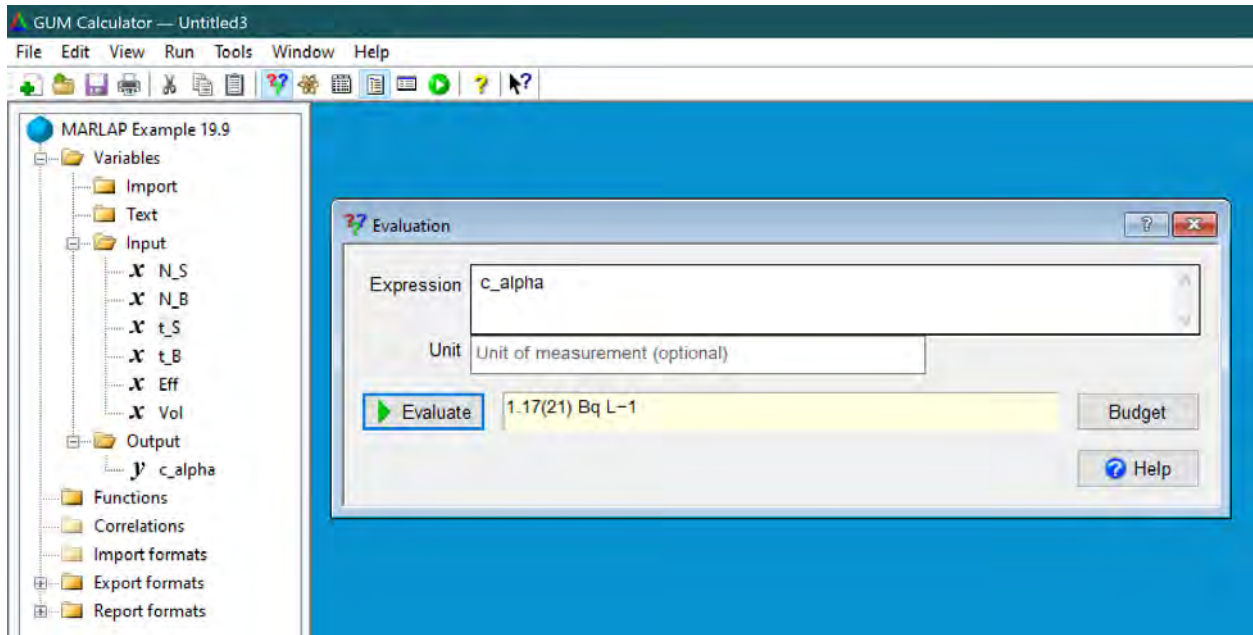 GUM Calculator — Untitled3
File Edit View Run Tools Window Help
MARLAP Example 19.9
Variables
Import
Text
Input
x N_S
x N_B
x t_S
x t_B
x Eff
x Vol
Output
y c_alpha
Functions
Correlations
Import formats
Export formats
Report formats
?? Evaluation
Expression c_alpha
Unit Unit of measurement (optional)
Evaluate 1.17(21) Bq L−1 Budget
Help